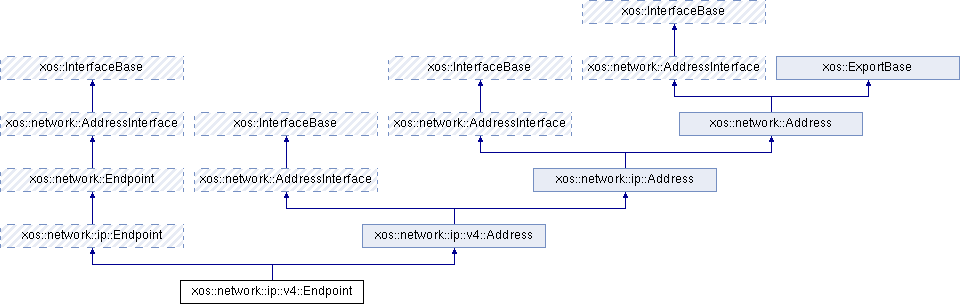 xos::InterfaceBase
xos::InterfaceBase
xos::InterfaceBase
xos::network::AddressInterface
xos::ExportBase
xos::network::AddressInterface
xos::InterfaceBase
xos::network::AddressInterface
xos::network::Address
xos::network::Endpoint
xos::network::AddressInterface
xos::network::ip::Address
xos::network::ip::Endpoint
xos::network::ip::v4::Address
xos::network::ip::v4::Endpoint